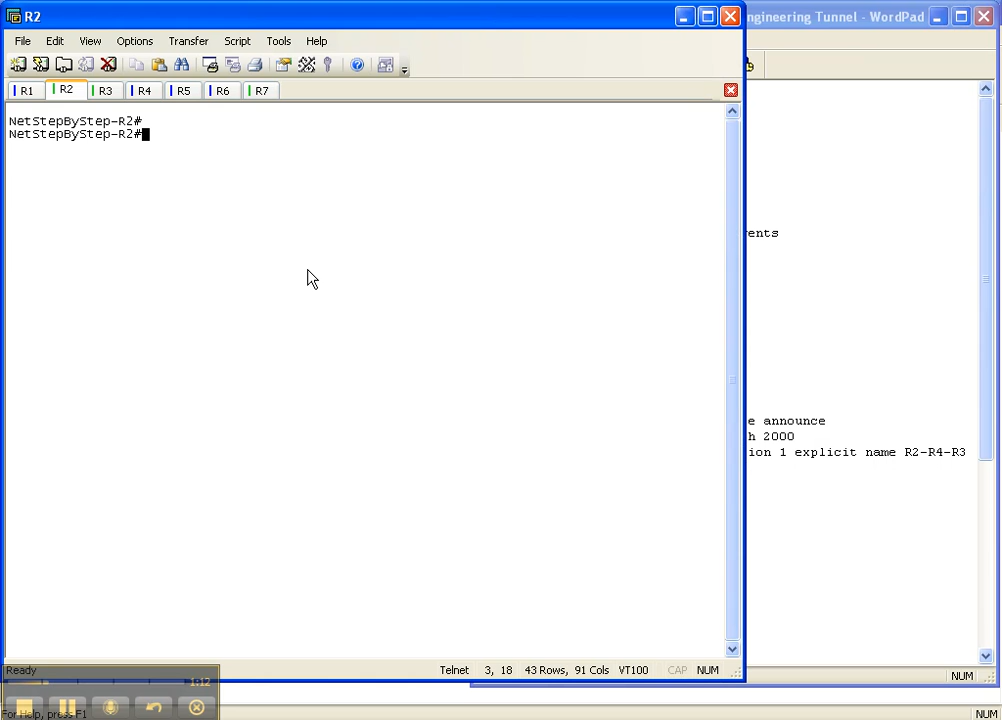 R2
File Edit View Options Transfer Script Tools Help
R1 R2 R3 R4 R5 R6 R7
NetStepByStep-R2#
NetStepByStep-R2#
Ready
Telnet 3, 18 43 Rows, 91 Cols VT100 CAP NUM
1:12
For Help, press F1
ngineering Tunnel - WordPad
ents
e announce
h 2000
ion 1 explicit name R2-R4-R3
NUM
NUM